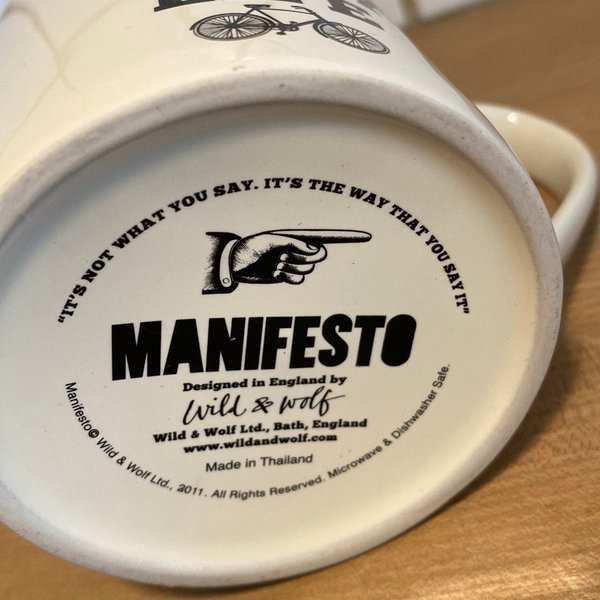 "IT'S NOT WHAT YOU SAY. IT'S THE WAY THAT YOU SAY IT"
MANIFESTO
Designed in England by
Wild & Wolf
Wild & Wolf Ltd., Bath, England
www.wildandwolf.com
Made in Thailand
Manifesto© Wild & Wolf Ltd., 2011. All Rights Reserved. Microwave & Dishwasher Safe.